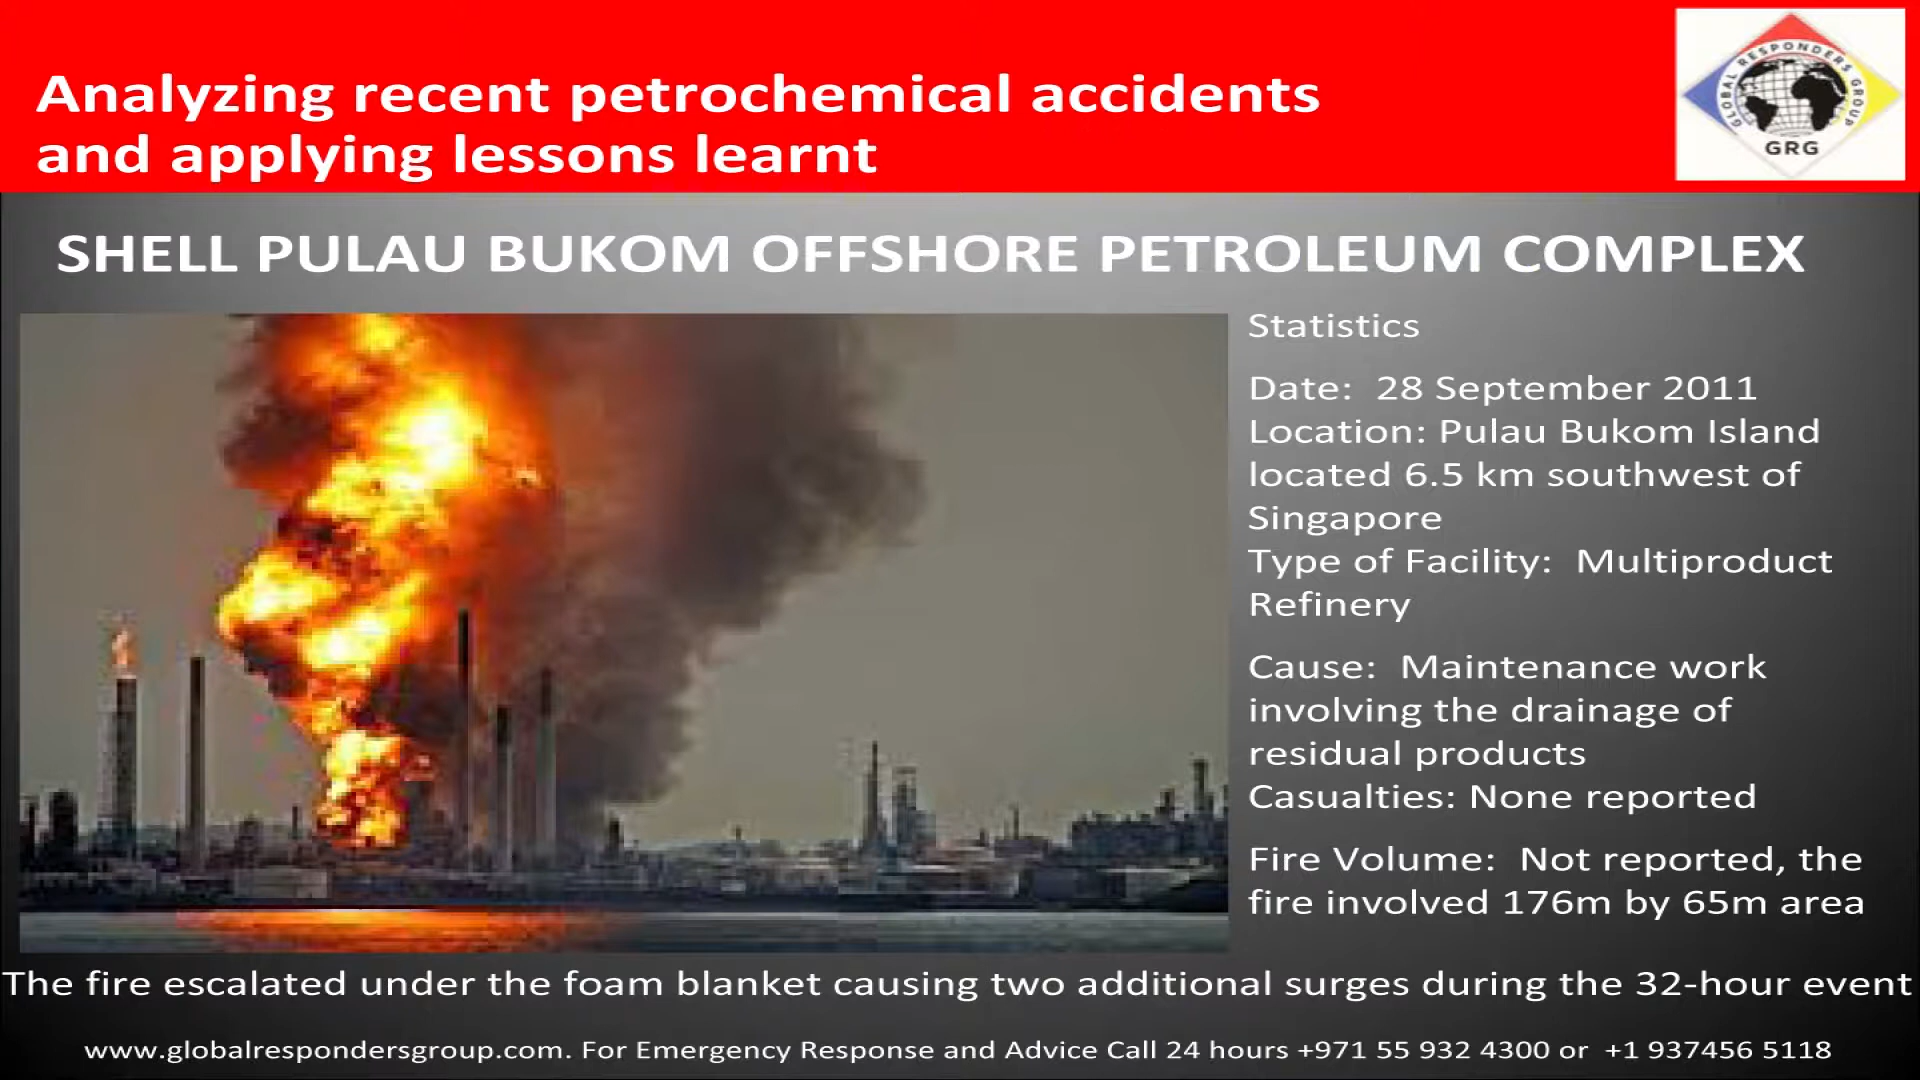 Analyzing recent petrochemical accidents
and applying lessons learnt
GLOBAL RESPONDERS GROUP
GRG
SHELL PULAU BUKOM OFFSHORE PETROLEUM COMPLEX
Statistics
Date:  28 September 2011
Location: Pulau Bukom Island
located 6.5 km southwest of
Singapore
Type of Facility:  Multiproduct
Refinery
Cause:  Maintenance work
involving the drainage of
residual products
Casualties: None reported
Fire Volume:  Not reported, the
fire involved 176m by 65m area
The fire escalated under the foam blanket causing two additional surges during the 32-hour event
www.globalrespondersgroup.com. For Emergency Response and Advice Call 24 hours +971 55 932 4300 or  +1 937456 5118